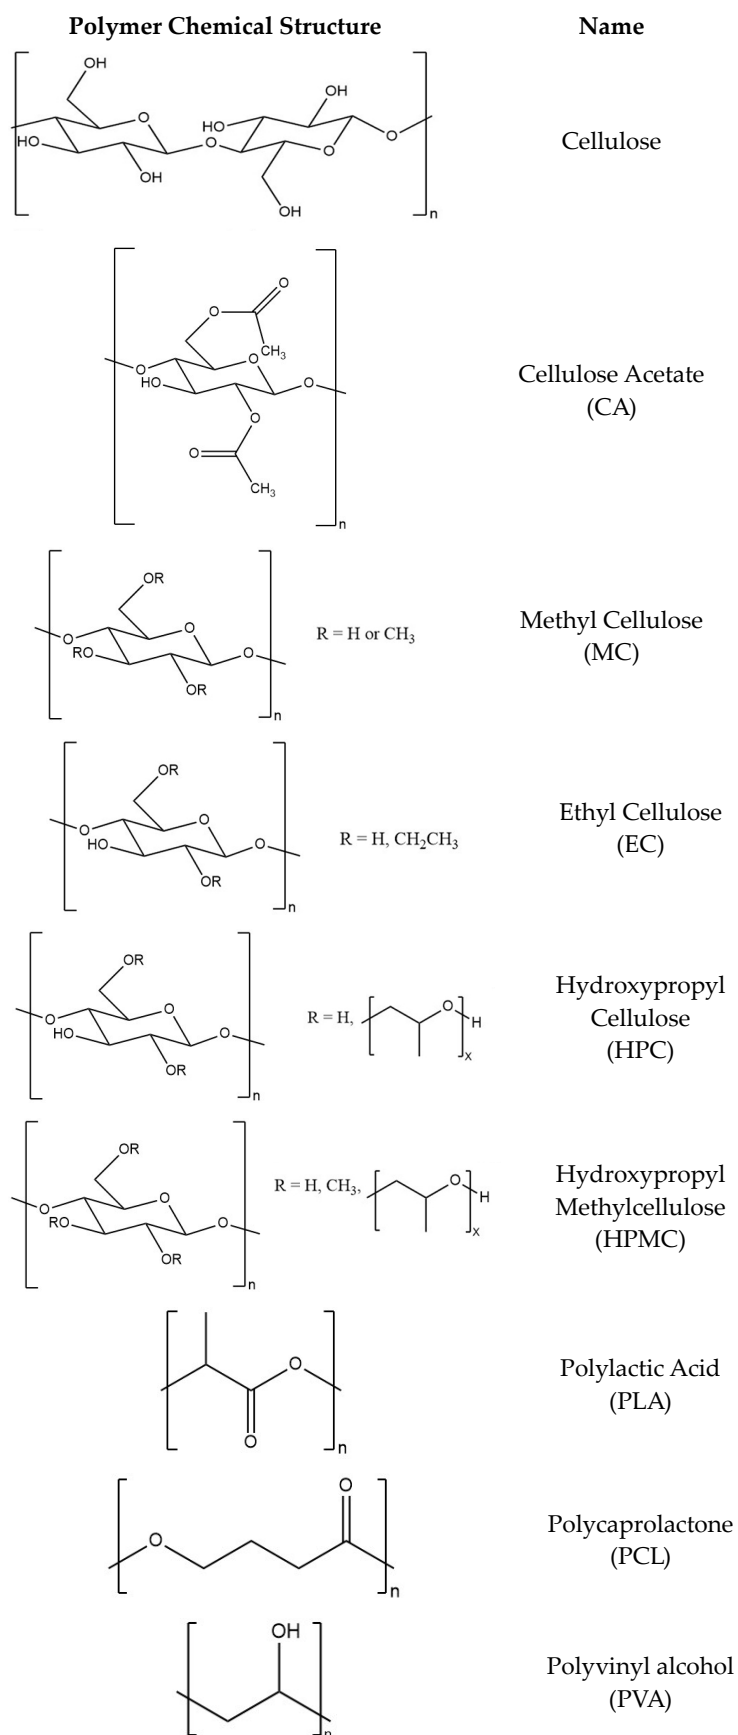 Polymer Chemical Structure Name
OH
O
HO
OH
O
HO
OH
O
OH
O
n
Cellulose
O
O
CH₃
O
O
HO
O
O
O
CH₃
n
Cellulose Acetate
(CA)
OR
O
O
RO
O
OR
n
R = H or CH₃
Methyl Cellulose
(MC)
OR
O
O
HO
O
OR
n
R = H, CH₂CH₃
Ethyl Cellulose
(EC)
OR
O
O
HO
O
OR
n
R = H,
O
H
x
Hydroxypropyl
Cellulose
(HPC)
OR
O
O
RO
O
OR
n
R = H, CH₃,
O
H
x
Hydroxypropyl
Methylcellulose
(HPMC)
O
O
n
Polylactic Acid
(PLA)
O
O
n
Polycaprolactone
(PCL)
OH
n
Polyvinyl alcohol
(PVA)